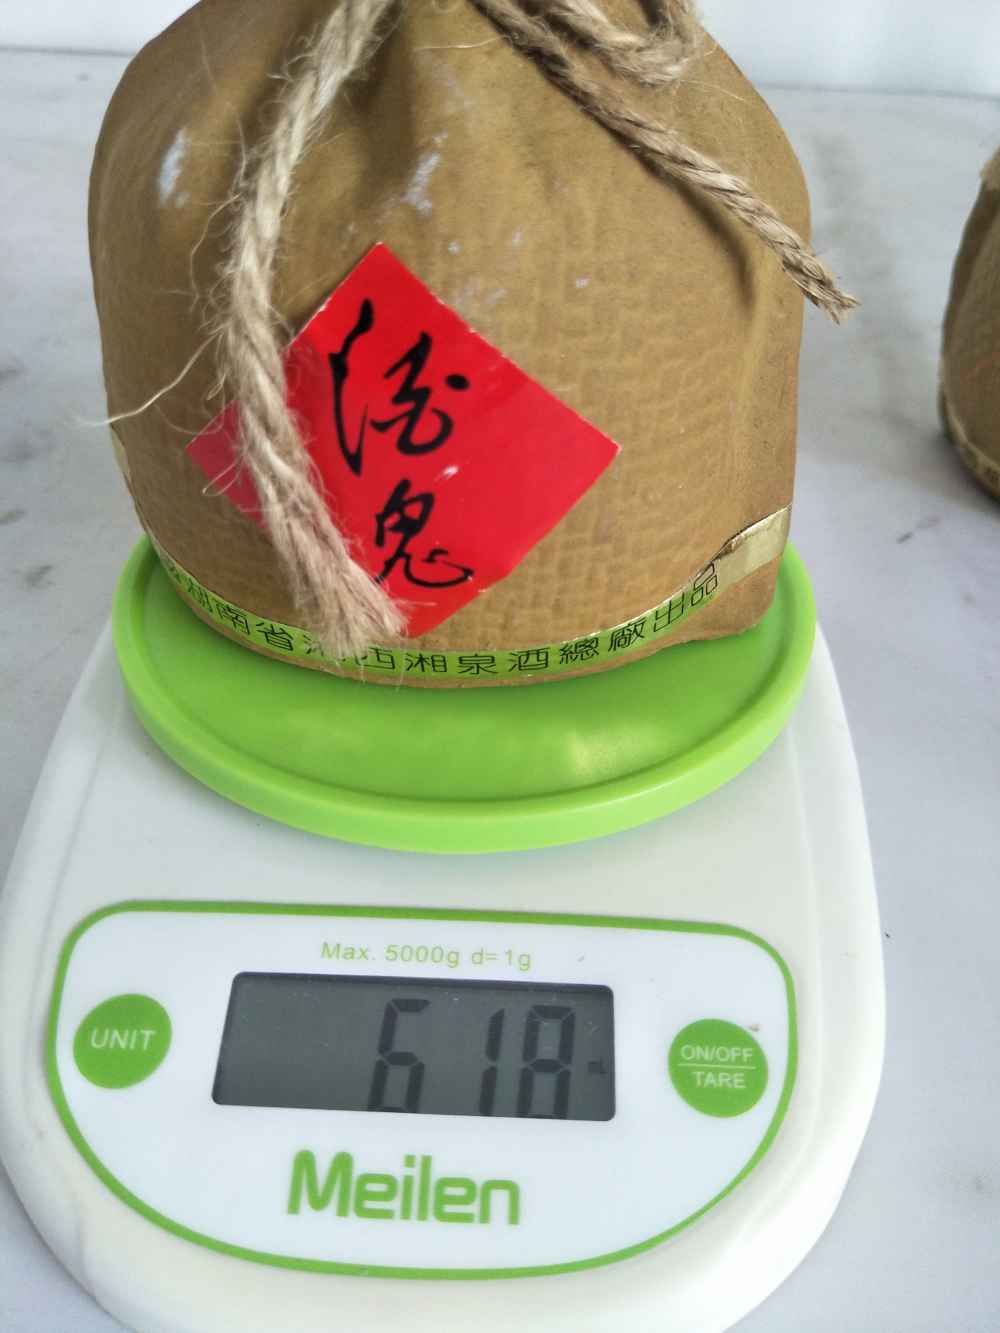 酒
鬼
湖南省湘西湘泉酒總廠出品
Max. 5000g d=1g
UNIT
618
ON/OFF
TARE
Meilen